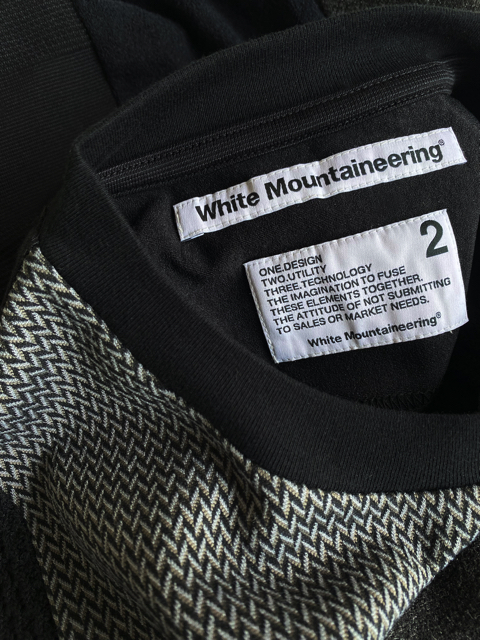 White Mountaineering®
2
ONE.DESIGN
TWO.UTILITY
THREE.TECHNOLOGY
THE IMAGINATION TO FUSE
THESE ELEMENTS TOGETHER.
THE ATTITUDE OF NOT SUBMITTING
TO SALES OR MARKET NEEDS.
White Mountaineering®